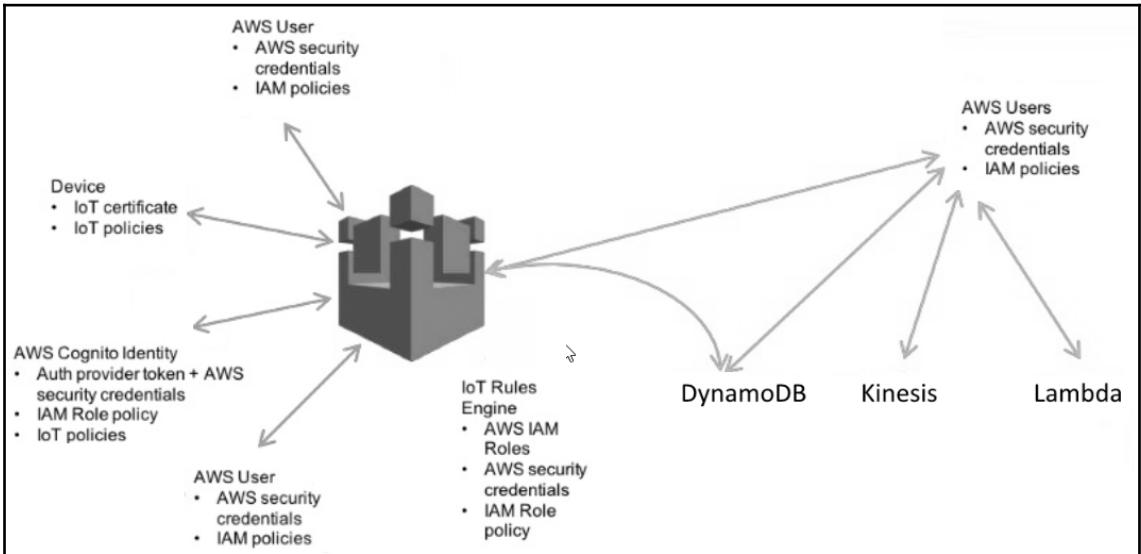 AWS User
• AWS security
credentials
• IAM policies
AWS Users
• AWS security
credentials
• IAM policies
Device
• IoT certificate
• IoT policies
AWS Cognito Identity
• Auth provider token + AWS
security credentials
• IAM Role policy
• IoT policies
IoT Rules
Engine
• AWS IAM
Roles
• AWS security
credentials
• IAM Role
policy
DynamoDB
Kinesis
Lambda
AWS User
• AWS security
credentials
• IAM policies